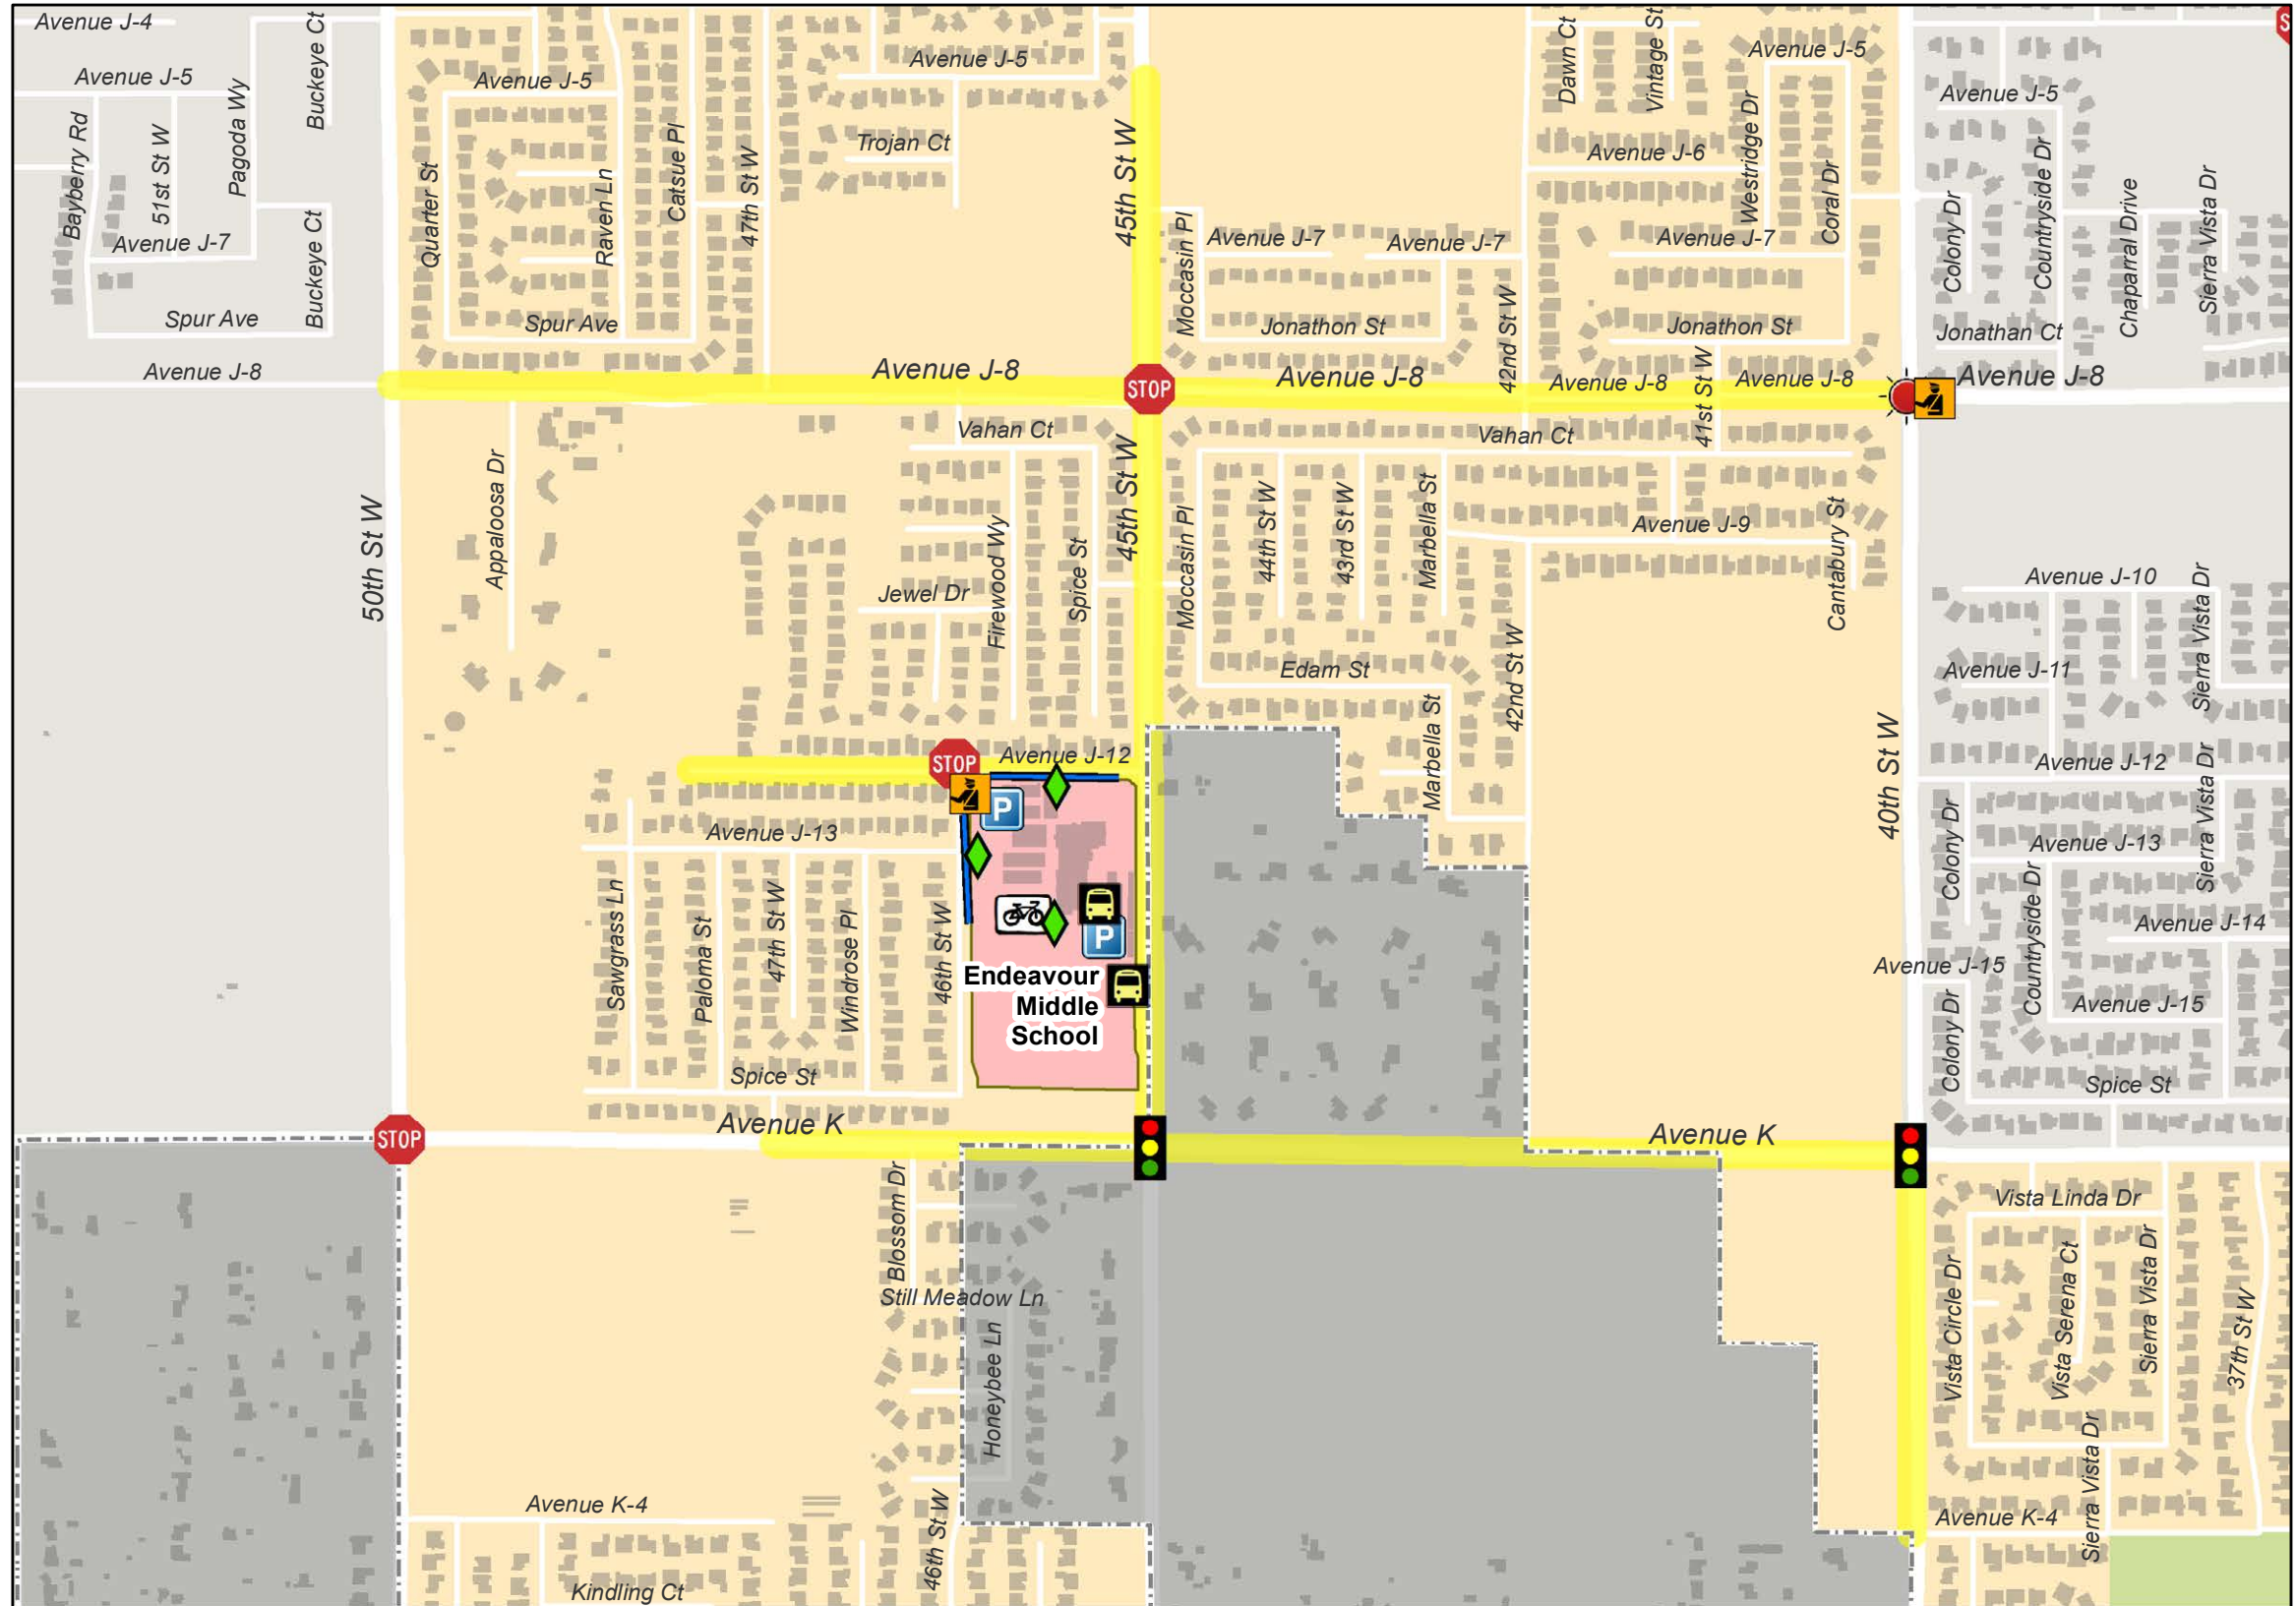 Avenue J-4
Buckeye Ct
Avenue J-5
Pagoda Wy
Bayberry Rd
51st St W
Avenue J-7
Buckeye Ct
Spur Ave
Avenue J-8
Avenue J-5
Quarter St
Raven Ln
Catsue Pl
47th St W
Spur Ave
Avenue J-5
Trojan Ct
45th St W
Avenue J-8
STOP
Moccasin Pl
Avenue J-7
Avenue J-7
Jonathon St
42nd St W
Avenue J-8
Dawn Ct
Vintage St
Avenue J-5
Avenue J-6
Westridge Dr
Coral Dr
Avenue J-7
Jonathon St
41st St W
Avenue J-8
Avenue J-8
Avenue J-5
Countryside Dr
Colony Dr
Chaparral Drive
Sierra Vista Dr
Jonathan Ct
Avenue J-8
S
50th St W
Appaloosa Dr
Vahan Ct
45th St W
Jewel Dr
Firewood Wy
Spice St
Moccasin Pl
Vahan Ct
44th St W
43rd St W
Marbella St
Avenue J-9
Cantabury St
Edam St
42nd St W
Marbella St
40th St W
Avenue J-10
Avenue J-11
Sierra Vista Dr
Avenue J-12
Sierra Vista Dr
Colony Dr
Avenue J-13
Countryside Dr
Avenue J-14
Avenue J-15
Avenue J-15
Colony Dr
Spice St
STOP
Avenue J-12
P
Avenue J-13
Sawgrass Ln
Paloma St
47th St W
Windrose Pl
46th St W
P
Endeavour
Middle
School
Spice St
STOP
Avenue K
Avenue K
Blossom Dr
Still Meadow Ln
Honeybee Ln
Vista Linda Dr
Vista Circle Dr
Vista Serena Ct
Sierra Vista Dr
37th St W
Sierra Vista Dr
Avenue K-4
Avenue K-4
46th St W
Kindling Ct